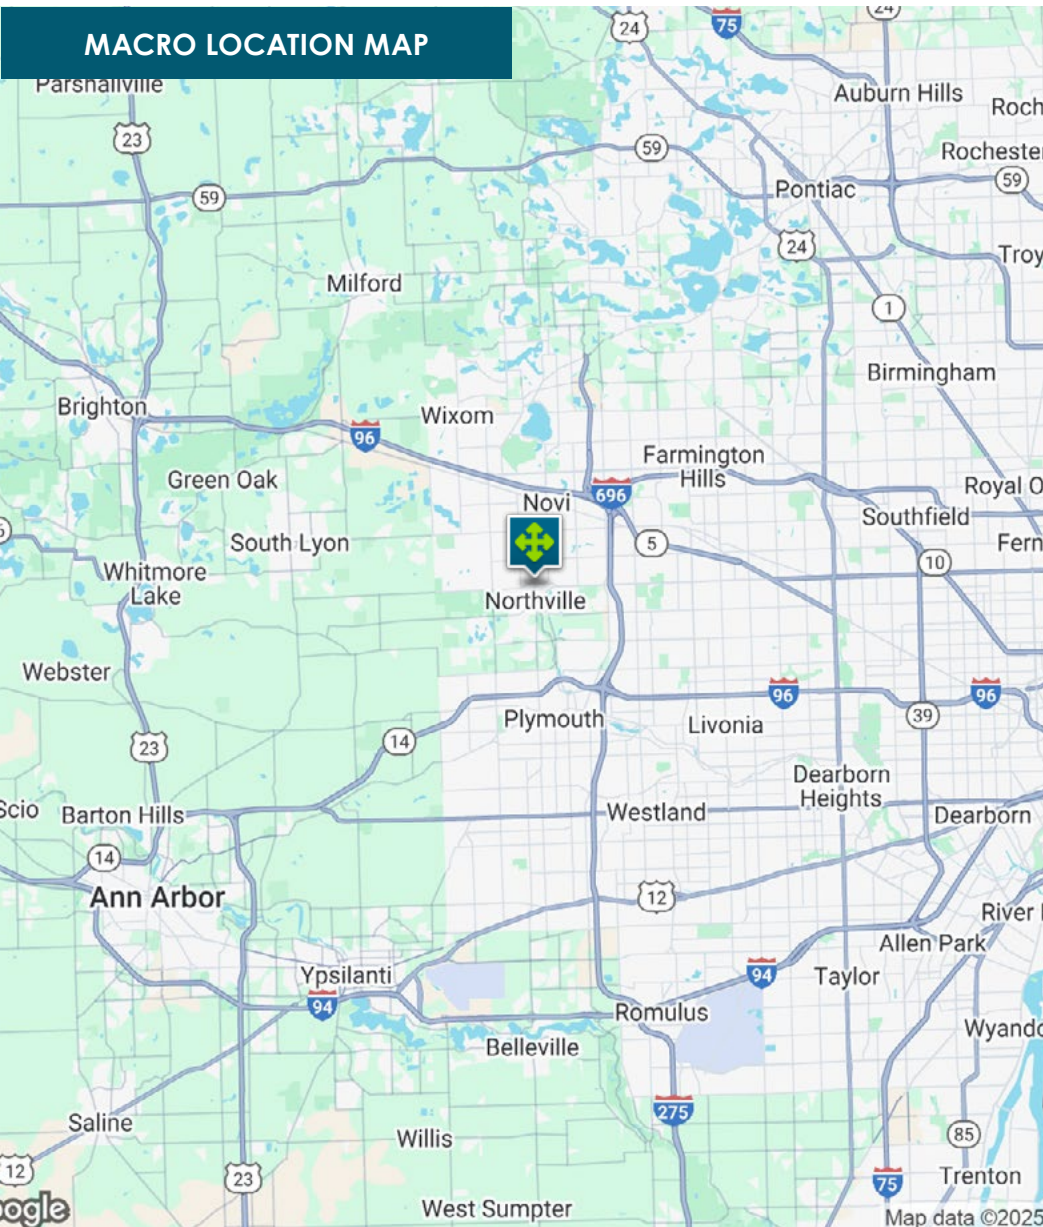 MACRO LOCATION MAP
24
75
24
Parshallville
Auburn Hills
Roch
23
59
Rochester
59
Pontiac
59
24
Troy
Milford
1
Birmingham
Brighton
Wixom
96
Farmington
Hills
Green Oak
Novi
696
Royal O
Southfield
South Lyon
5
Fern
10
Whitmore
Lake
Northville
Webster
96
96
Plymouth
Livonia
39
14
23
Dearborn
Heights
Scio
Barton Hills
Westland
Dearborn
14
Ann Arbor
12
River
Allen Park
Ypsilanti
94
Taylor
94
Romulus
Wyando
Belleville
275
Saline
Willis
85
12
23
75
Trenton
oogle
West Sumpter
Map data ©2025